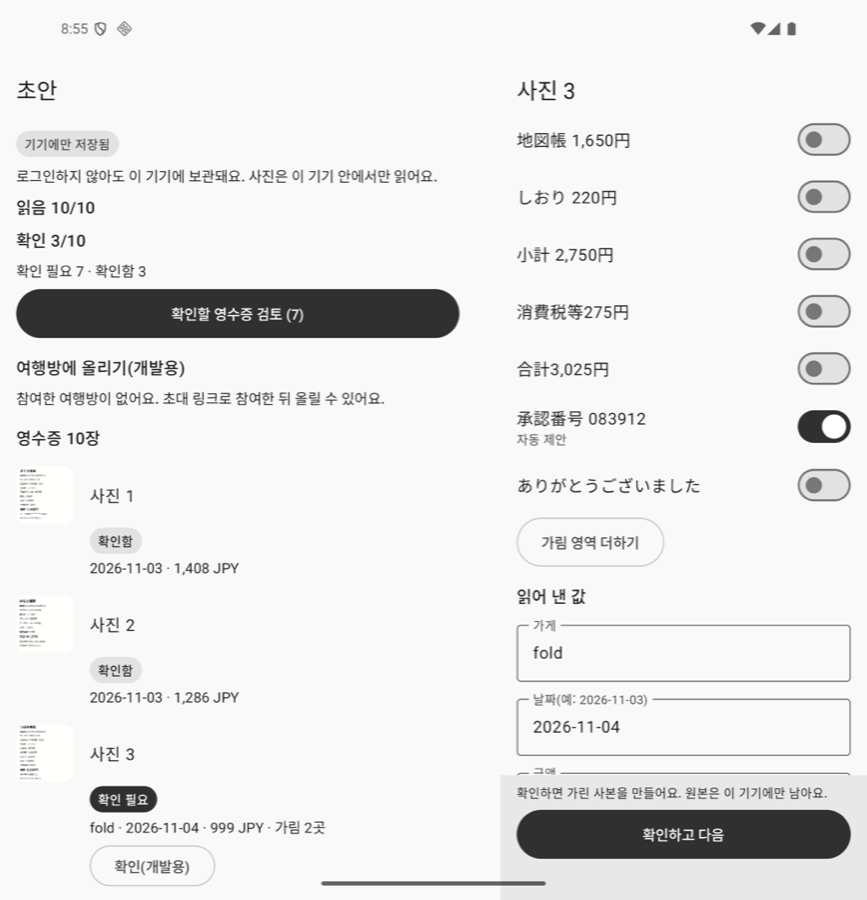 8:55
초안
기기에만 저장됨
로그인하지 않아도 이 기기에 보관돼요. 사진은 이 기기 안에서만 읽어요.
읽음 10/10
확인 3/10
확인 필요 7 · 확인함 3
확인할 영수증 검토 (7)
여행방에 올리기(개발용)
참여한 여행방이 없어요. 초대 링크로 참여한 뒤 올릴 수 있어요.
영수증 10장
사진 1
확인함
2026-11-03 · 1,408 JPY
사진 2
확인함
2026-11-03 · 1,286 JPY
사진 3
확인 필요
fold · 2026-11-04 · 999 JPY · 가림 2곳
확인(개발용)
사진 3
地図帳 1,650円
しおり 220円
小計 2,750円
消費税等275円
合計3,025円
承認番号 083912
자동 제안
ありがとうございました
가림 영역 더하기
읽어 낸 값
가게
fold
날짜(예: 2026-11-03)
2026-11-04
확인하면 가린 사본을 만들어요. 원본은 이 기기에만 남아요.
확인하고 다음